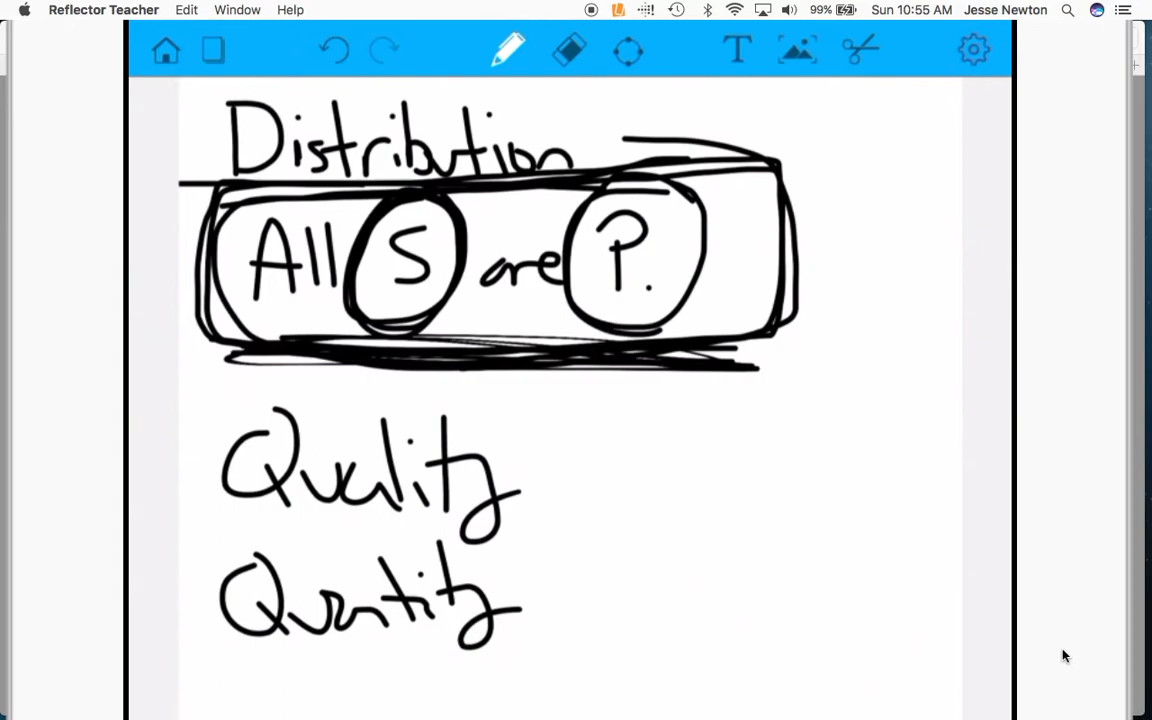 Reflector Teacher Edit Window Help 99% Sun 10:55 AM Jesse Newton
T
Distribution
All S are P.
Quality
Quantity